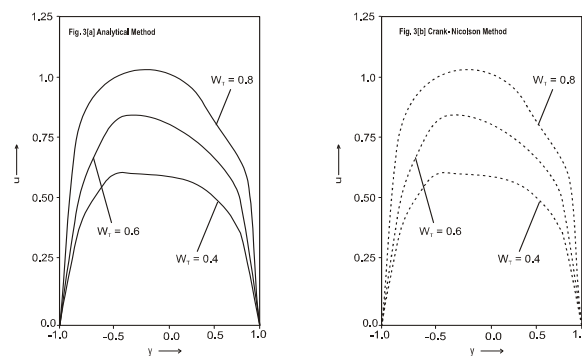 Fig. 3[a] Analytical Method
1.25
1.0
0.75
0.50
0.25
0.0
u
W_T = 0.8
W_T = 0.6
W_T = 0.4
-1.0 -0.5 0.0 0.5 1.0
y
Fig. 3[b] Crank-Nicolson Method
1.25
1.0
0.75
0.50
0.25
0.0
u
W_T = 0.8
W_T = 0.6
W_T = 0.4
-1.0 -0.5 0.0 0.5 1.0
y